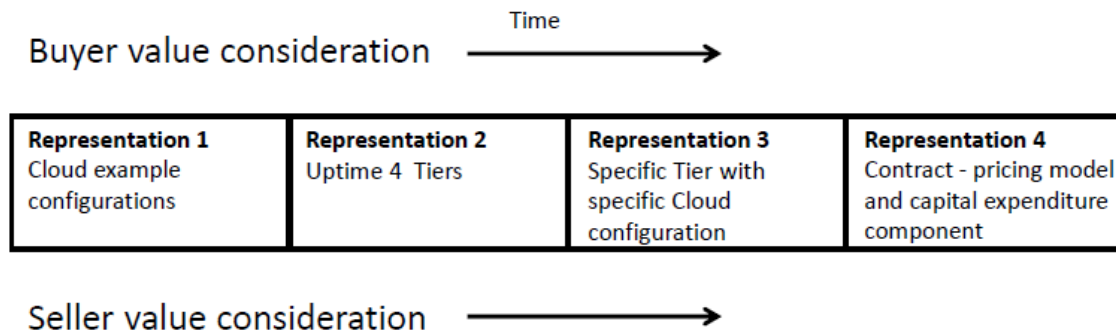 Time
Buyer value consideration
Representation 1
Cloud example
configurations
Representation 2
Uptime 4 Tiers
Representation 3
Specific Tier with
specific Cloud
configuration
Representation 4
Contract - pricing model
and capital expenditure
component
Seller value consideration